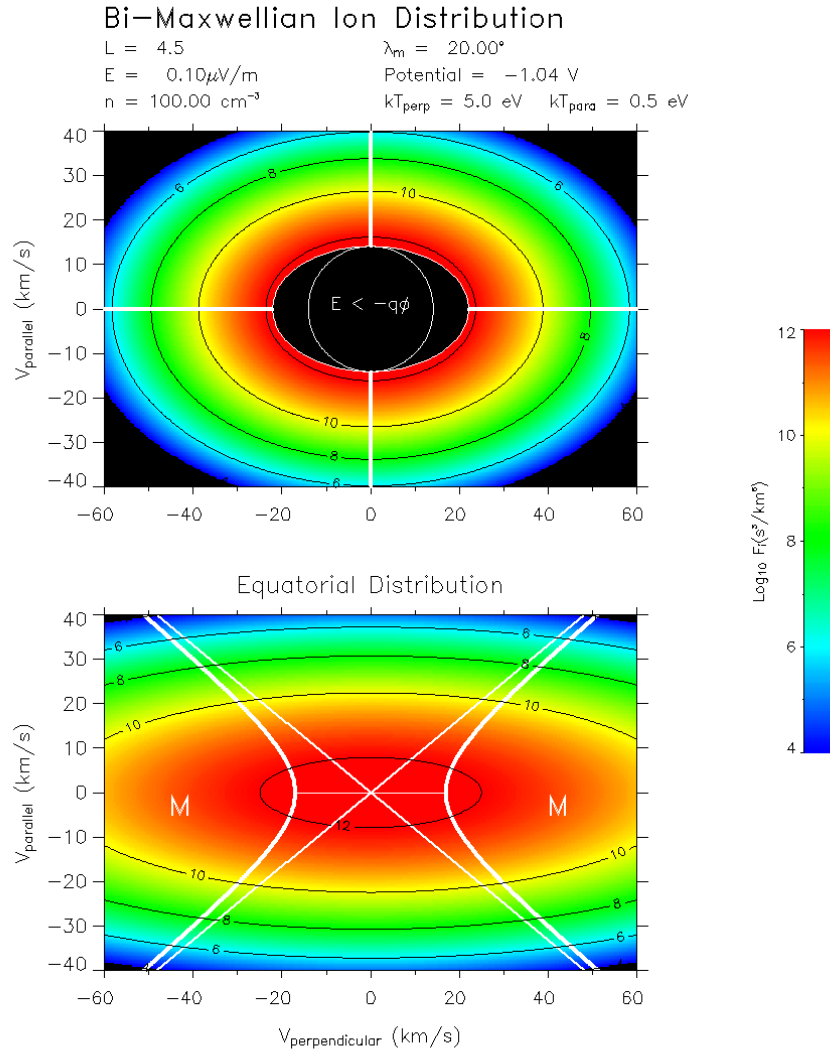 Bi-Maxwellian Ion Distribution
L = 4.5 λm = 20.00°
E = 0.10μV/m Potential = -1.04 V
n = 100.00 cm⁻³ kTperp = 5.0 eV kTpara = 0.5 eV
40
30
20
10
0
-10
-20
-30
-40
Vparallel (km/s)
6
8
10
E < -qϕ
8
10
8
6
-60 -40 -20 0 20 40 60
Equatorial Distribution
40
30
20
10
0
-10
-20
-30
-40
Vparallel (km/s)
6 6
8 8
10 10
M M
12
10 10
8 8
6 6
-60 -40 -20 0 20 40 60
Vperpendicular (km/s)
12
10
8
6
4
Log₁₀ Fi(s³/km⁶)